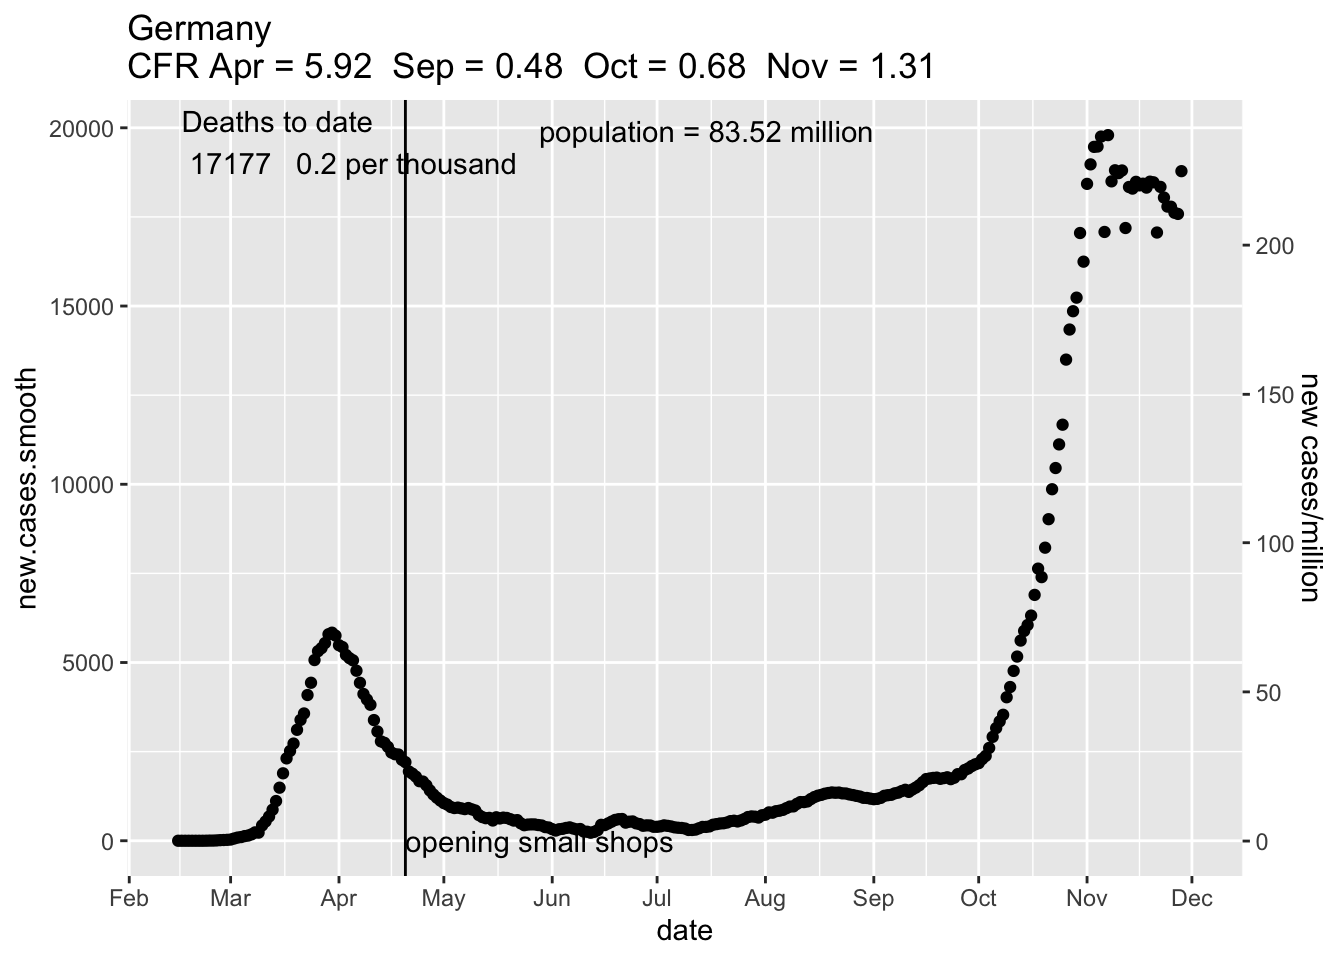 Germany
CFR Apr = 5.92 Sep = 0.48 Oct = 0.68 Nov = 1.31
Deaths to date
17177 0.2 per thousand
population = 83.52 million
20000
15000
10000
5000
0
new.cases.smooth
200
150
100
50
0
new cases/million
opening small shops
Feb Mar Apr May Jun Jul Aug Sep Oct Nov Dec
date